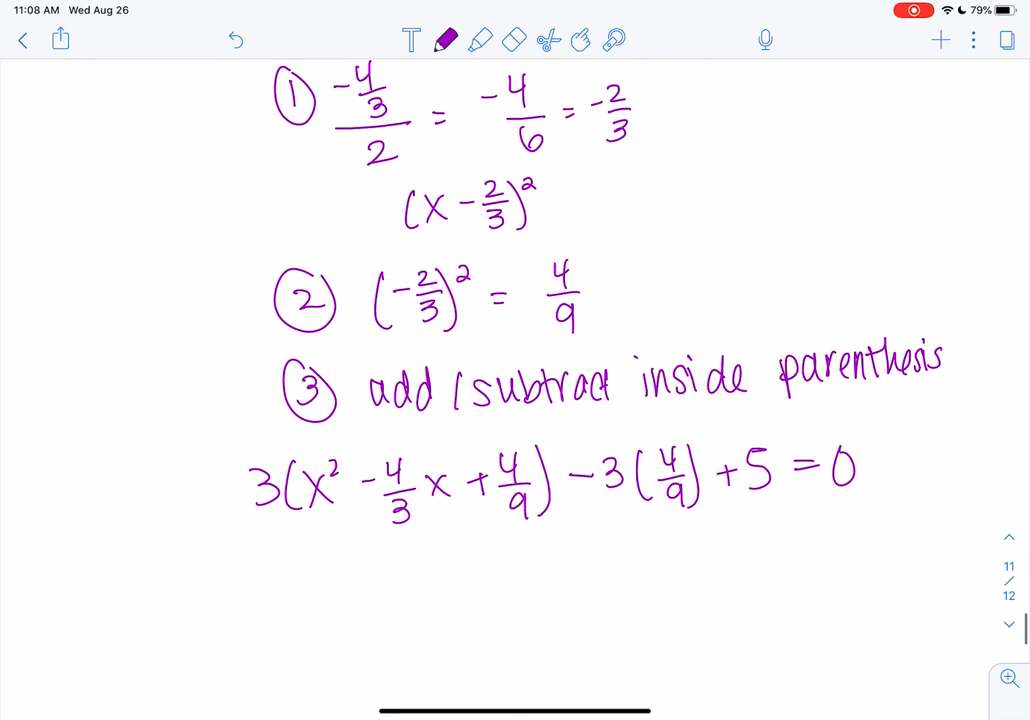 11:08 AM Wed Aug 26 79%
① (-4/3)/2 = -4/6 = -2/3
(x - 2/3)²
② (-2/3)² = 4/9
③ add / subtract inside parenthesis
3(x² - 4/3 x + 4/9) - 3(4/9) + 5 = 0
11
/
12